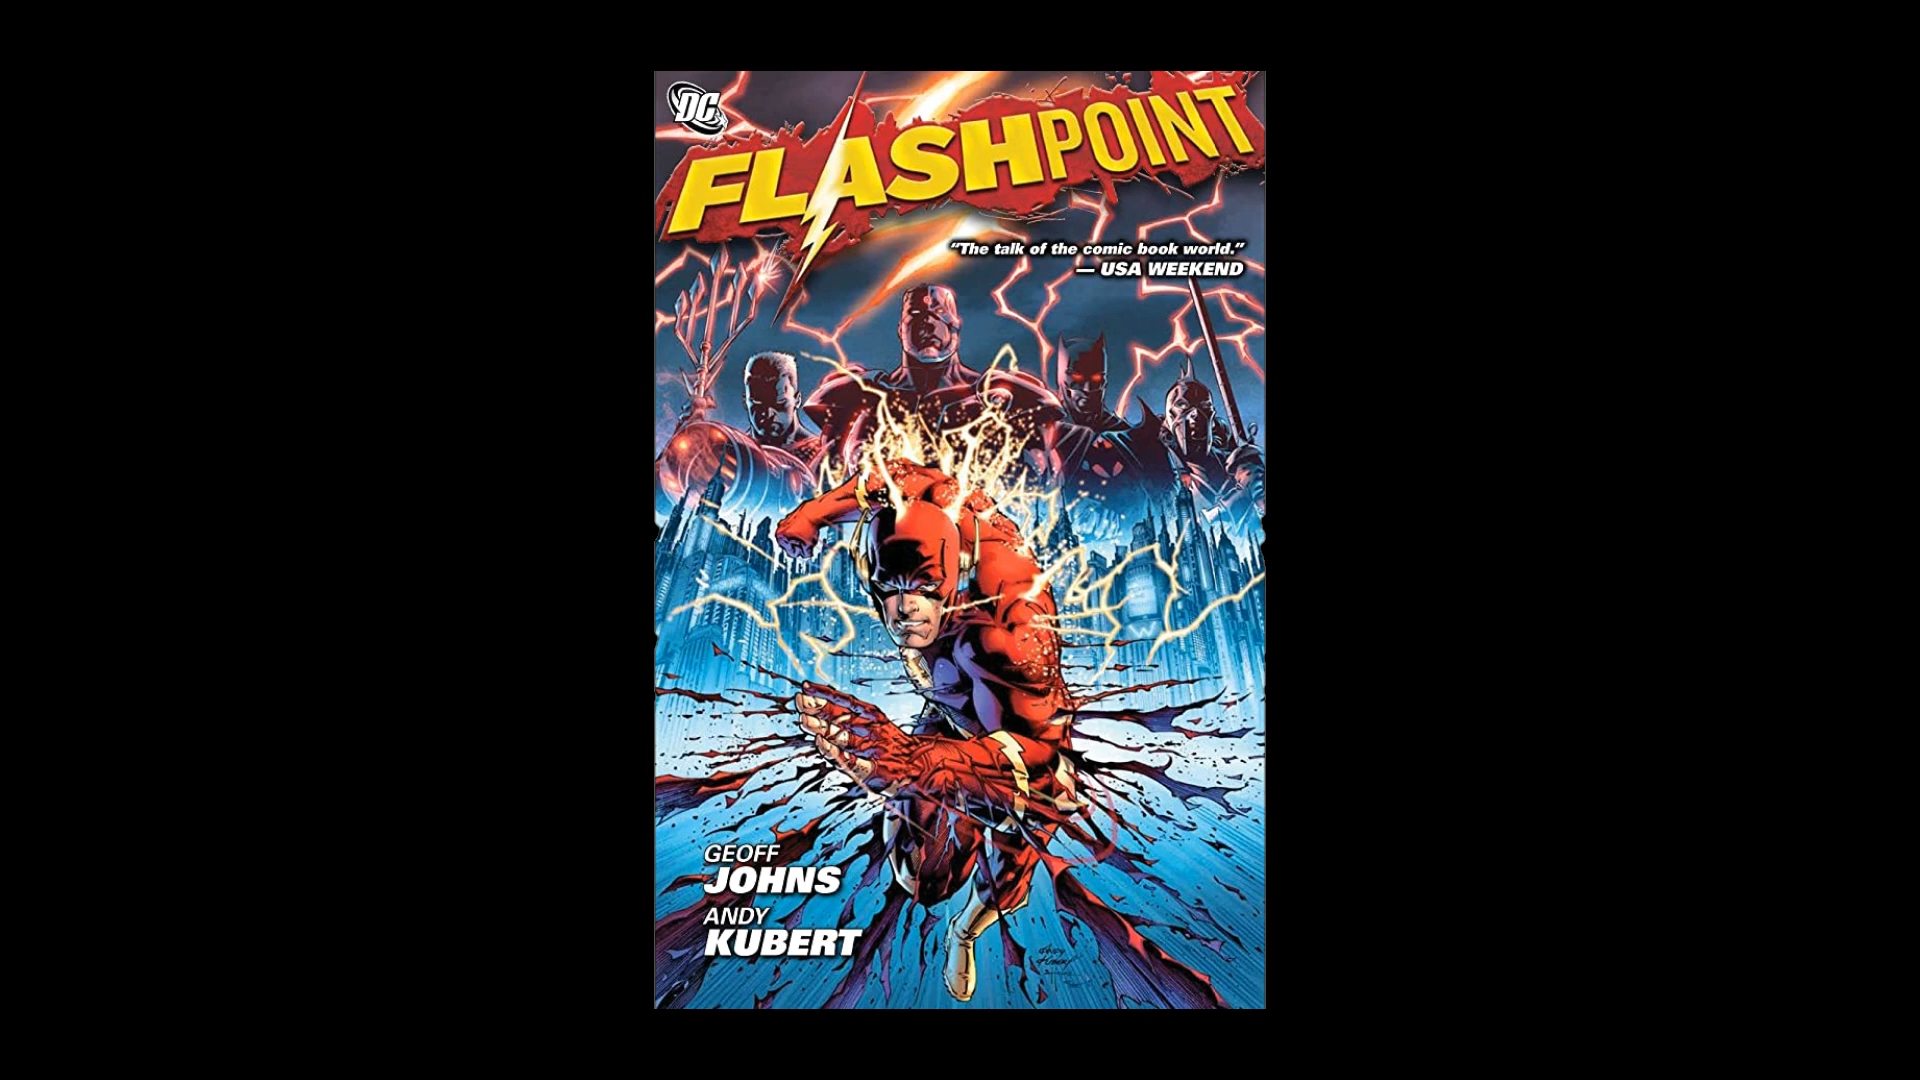 DC
FLASHPOINT
"The talk of the comic book world."
— USA WEEKEND
GEOFF
JOHNS
ANDY
KUBERT